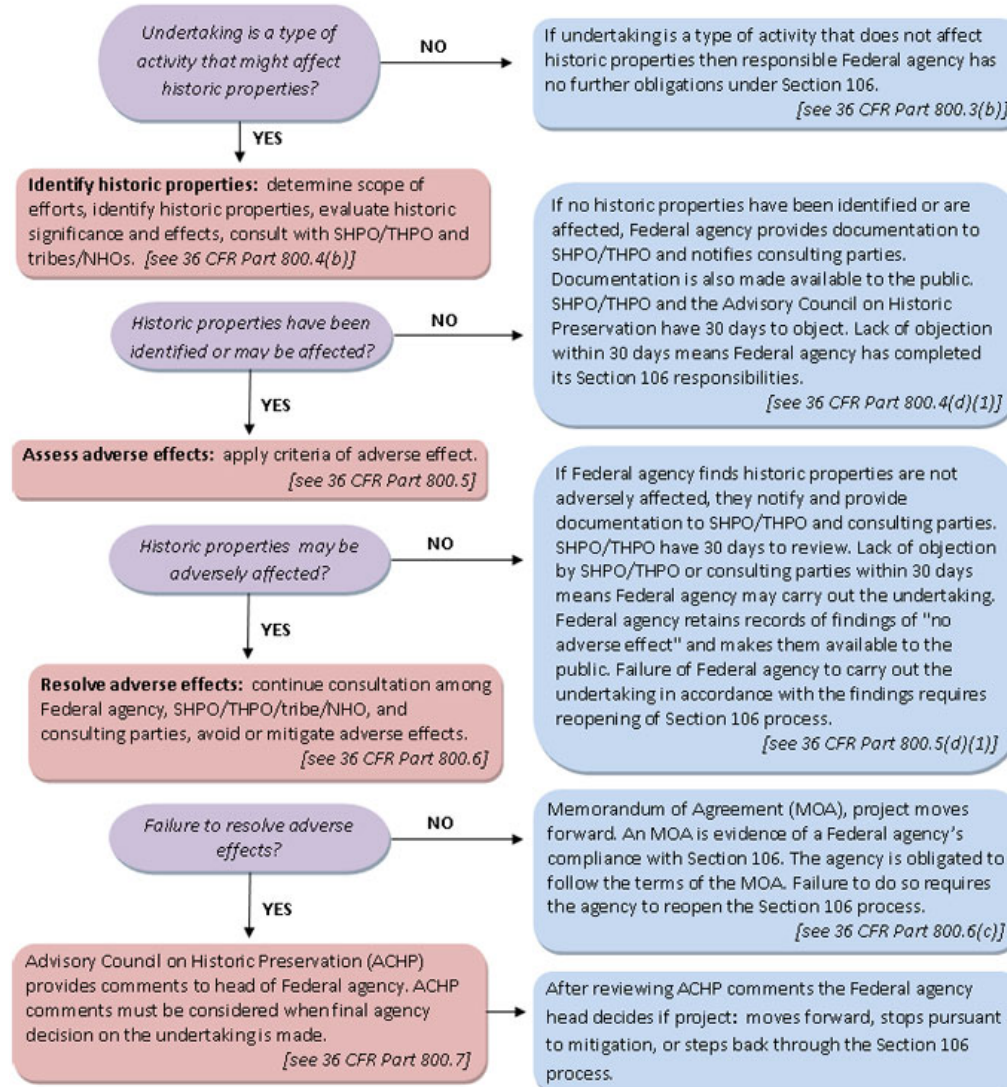 Undertaking is a type of
activity that might affect
historic properties?
NO
If undertaking is a type of activity that does not affect
historic properties then responsible Federal agency has
no further obligations under Section 106.
[see 36 CFR Part 800.3(b)]
YES
Identify historic properties: determine scope of
efforts, identify historic properties, evaluate historic
significance and effects, consult with SHPO/THPO and
tribes/NHOs. [see 36 CFR Part 800.4(b)]
Historic properties have been
identified or may be affected?
NO
If no historic properties have been identified or are
affected, Federal agency provides documentation to
SHPO/THPO and notifies consulting parties.
Documentation is also made available to the public.
SHPO/THPO and the Advisory Council on Historic
Preservation have 30 days to object. Lack of objection
within 30 days means Federal agency has completed
its Section 106 responsibilities.
[see 36 CFR Part 800.4(d)(1)]
YES
Assess adverse effects: apply criteria of adverse effect.
[see 36 CFR Part 800.5]
Historic properties may be
adversely affected?
NO
If Federal agency finds historic properties are not
adversely affected, they notify and provide
documentation to SHPO/THPO and consulting parties.
SHPO/THPO have 30 days to review. Lack of objection
by SHPO/THPO or consulting parties within 30 days
means Federal agency may carry out the undertaking.
Federal agency retains records of findings of "no
adverse effect" and makes them available to the
public. Failure of Federal agency to carry out the
undertaking in accordance with the findings requires
reopening of Section 106 process.
[see 36 CFR Part 800.5(d)(1)]
YES
Resolve adverse effects: continue consultation among
Federal agency, SHPO/THPO/tribe/NHO, and
consulting parties, avoid or mitigate adverse effects.
[see 36 CFR Part 800.6]
Failure to resolve adverse
effects?
NO
Memorandum of Agreement (MOA), project moves
forward. An MOA is evidence of a Federal agency's
compliance with Section 106. The agency is obligated to
follow the terms of the MOA. Failure to do so requires
the agency to reopen the Section 106 process.
[see 36 CFR Part 800.6(c)]
YES
Advisory Council on Historic Preservation (ACHP)
provides comments to head of Federal agency. ACHP
comments must be considered when final agency
decision on the undertaking is made.
[see 36 CFR Part 800.7]
After reviewing ACHP comments the Federal agency
head decides if project: moves forward, stops pursuant
to mitigation, or steps back through the Section 106
process.